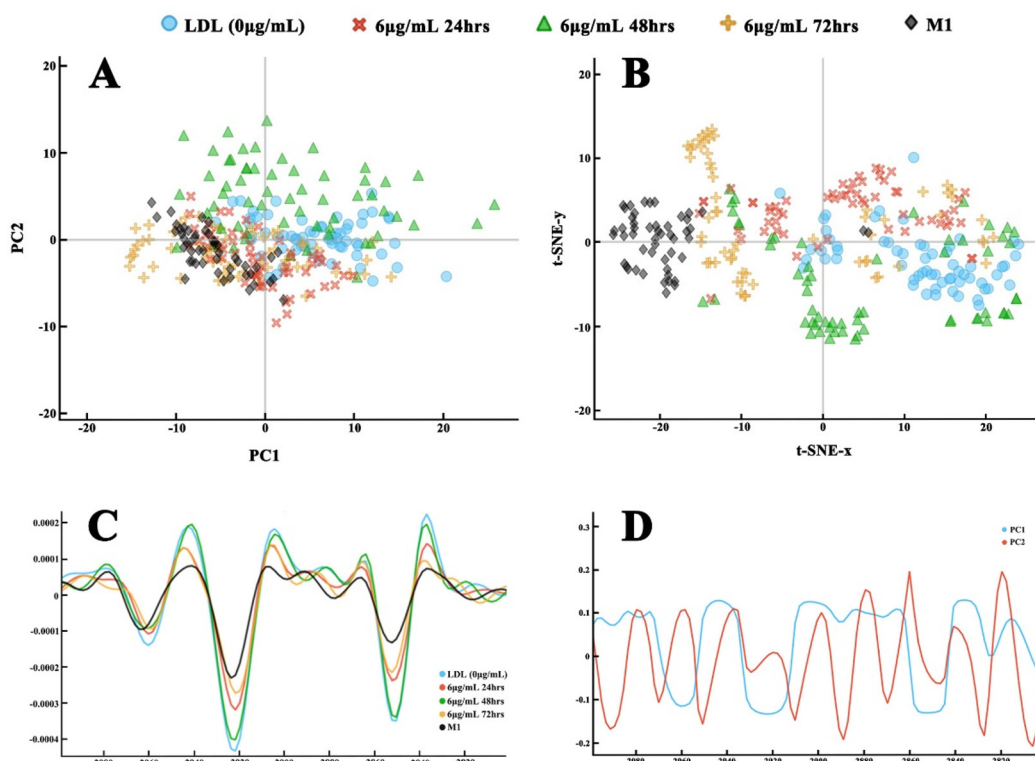 LDL (0μg/mL) 6μg/mL 24hrs 6μg/mL 48hrs 6μg/mL 72hrs M1
A
20
10
0
-10
-20
PC2
-20 -10 0 10 20
PC1
B
20
10
0
-10
-20
t-SNE-y
-20 -10 0 10 20
t-SNE-x
C
0.0002
0.0001
0
-0.0001
-0.0002
-0.0003
-0.0004
LDL (0μg/mL)
6μg/mL 24hrs
6μg/mL 48hrs
6μg/mL 72hrs
M1
D
PC1
PC2
0.3
0.2
0.1
0
-0.1
-0.2